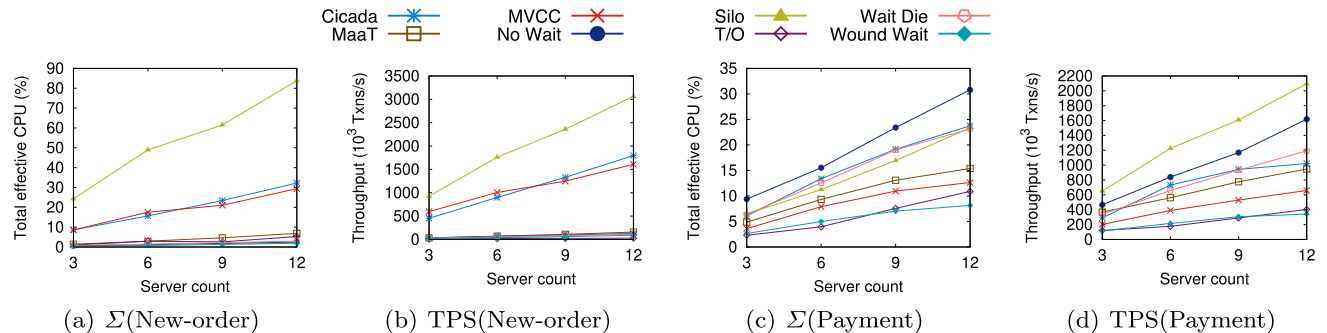 Cicada MVCC Silo Wait Die
MaaT No Wait T/O Wound Wait
Total effective CPU (%)
90
80
70
60
50
40
30
20
10
0
3 6 9 12
Server count
(a) Σ(New-order)
Throughput (10³ Txns/s)
3500
3000
2500
2000
1500
1000
500
0
3 6 9 12
Server count
(b) TPS(New-order)
Total effective CPU (%)
35
30
25
20
15
10
5
0
3 6 9 12
Server count
(c) Σ(Payment)
Throughput (10³ Txns/s)
2200
2000
1800
1600
1400
1200
1000
800
600
400
200
0
3 6 9 12
Server count
(d) TPS(Payment)